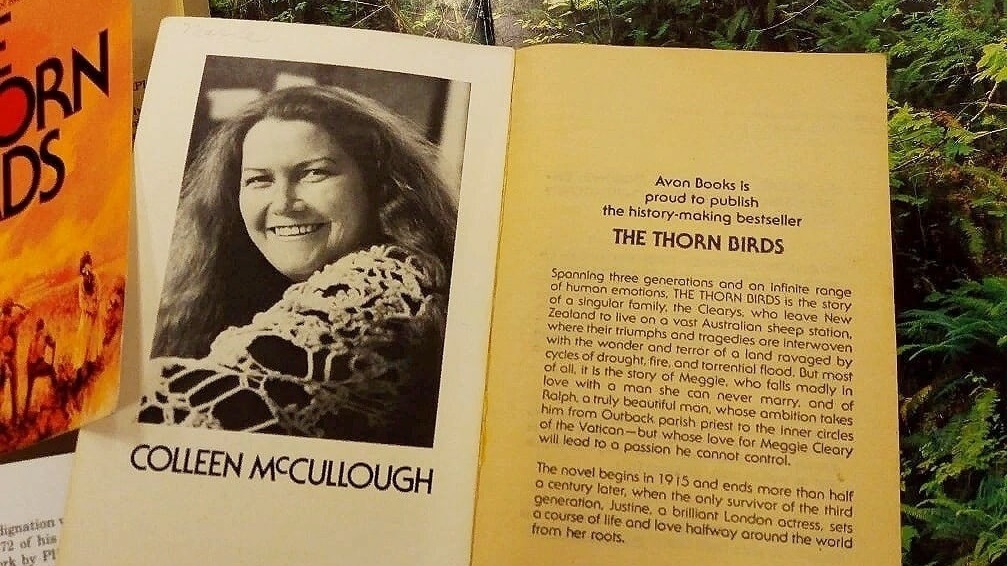 ORN
DS
COLLEEN McCULLOUGH
dignation
72 of his
rk by
Avon Books is
proud to publish
the history-making bestseller
THE THORN BIRDS
Spanning three generations and an infinite range
of human emotions, THE THORN BIRDS is the story
of a singular family, the Clearys, who leave New
Zealand to live on a vast Australian sheep station,
where their triumphs and tragedies are interwoven
with the wonder and terror of a land ravaged by
cycles of drought, fire, and torrential flood. But most
of all, it is the story of Meggie, who falls madly in
love with a man she can never marry, and of
Ralph, a truly beautiful man, whose ambition takes
him from Outback parish priest to the inner circles
of the Vatican—but whose love for Meggie Cleary
will lead to a passion he cannot control.
The novel begins in 1915 and ends more than half
a century later, when the only survivor of the third
generation, Justine, a brilliant London actress, sets
a course of life and love halfway around the world
from her roots.